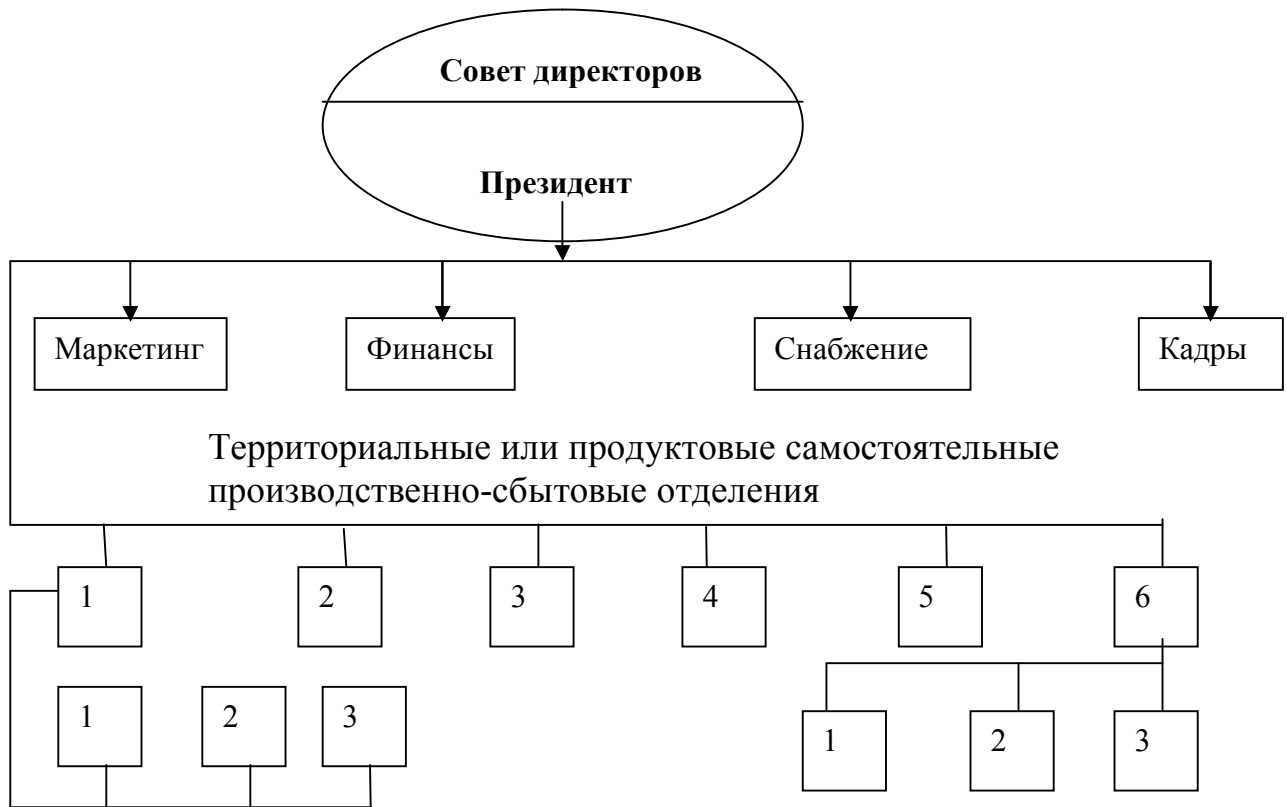 Совет директоров
Президент
Маркетинг
Финансы
Снабжение
Кадры
Территориальные или продуктовые самостоятельные
производственно-сбытовые отделения
1
2
3
4
5
6
1
2
3
1
2
3